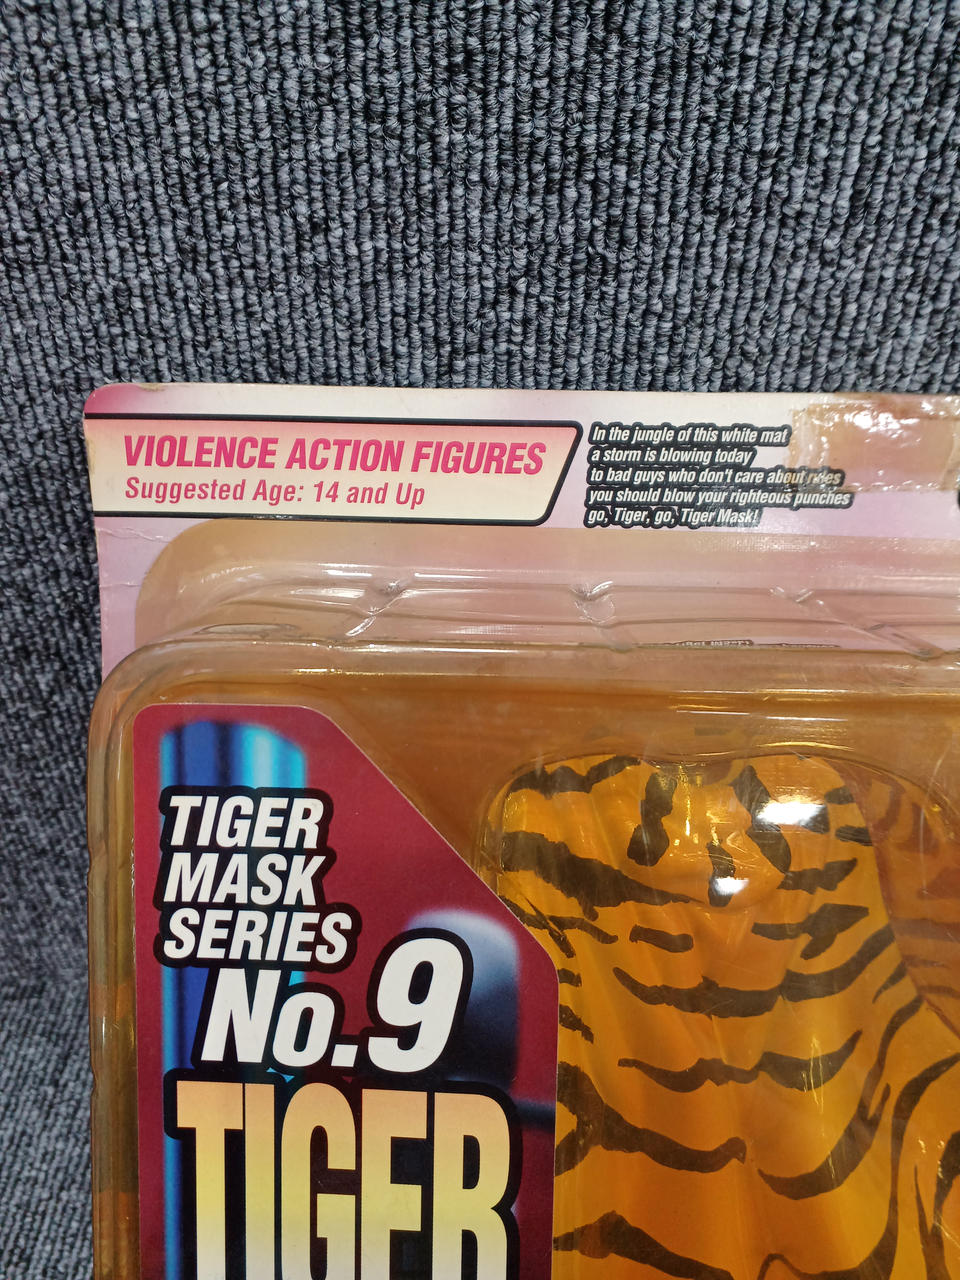 VIOLENCE ACTION FIGURES
Suggested Age: 14 and Up
In the jungle of this white mat
a storm is blowing today
to bad guys who don't care about rules
you should blow your righteous punches
go, Tiger, go, Tiger Mask!
TIGER
MASK
SERIES
No.9
TIGER